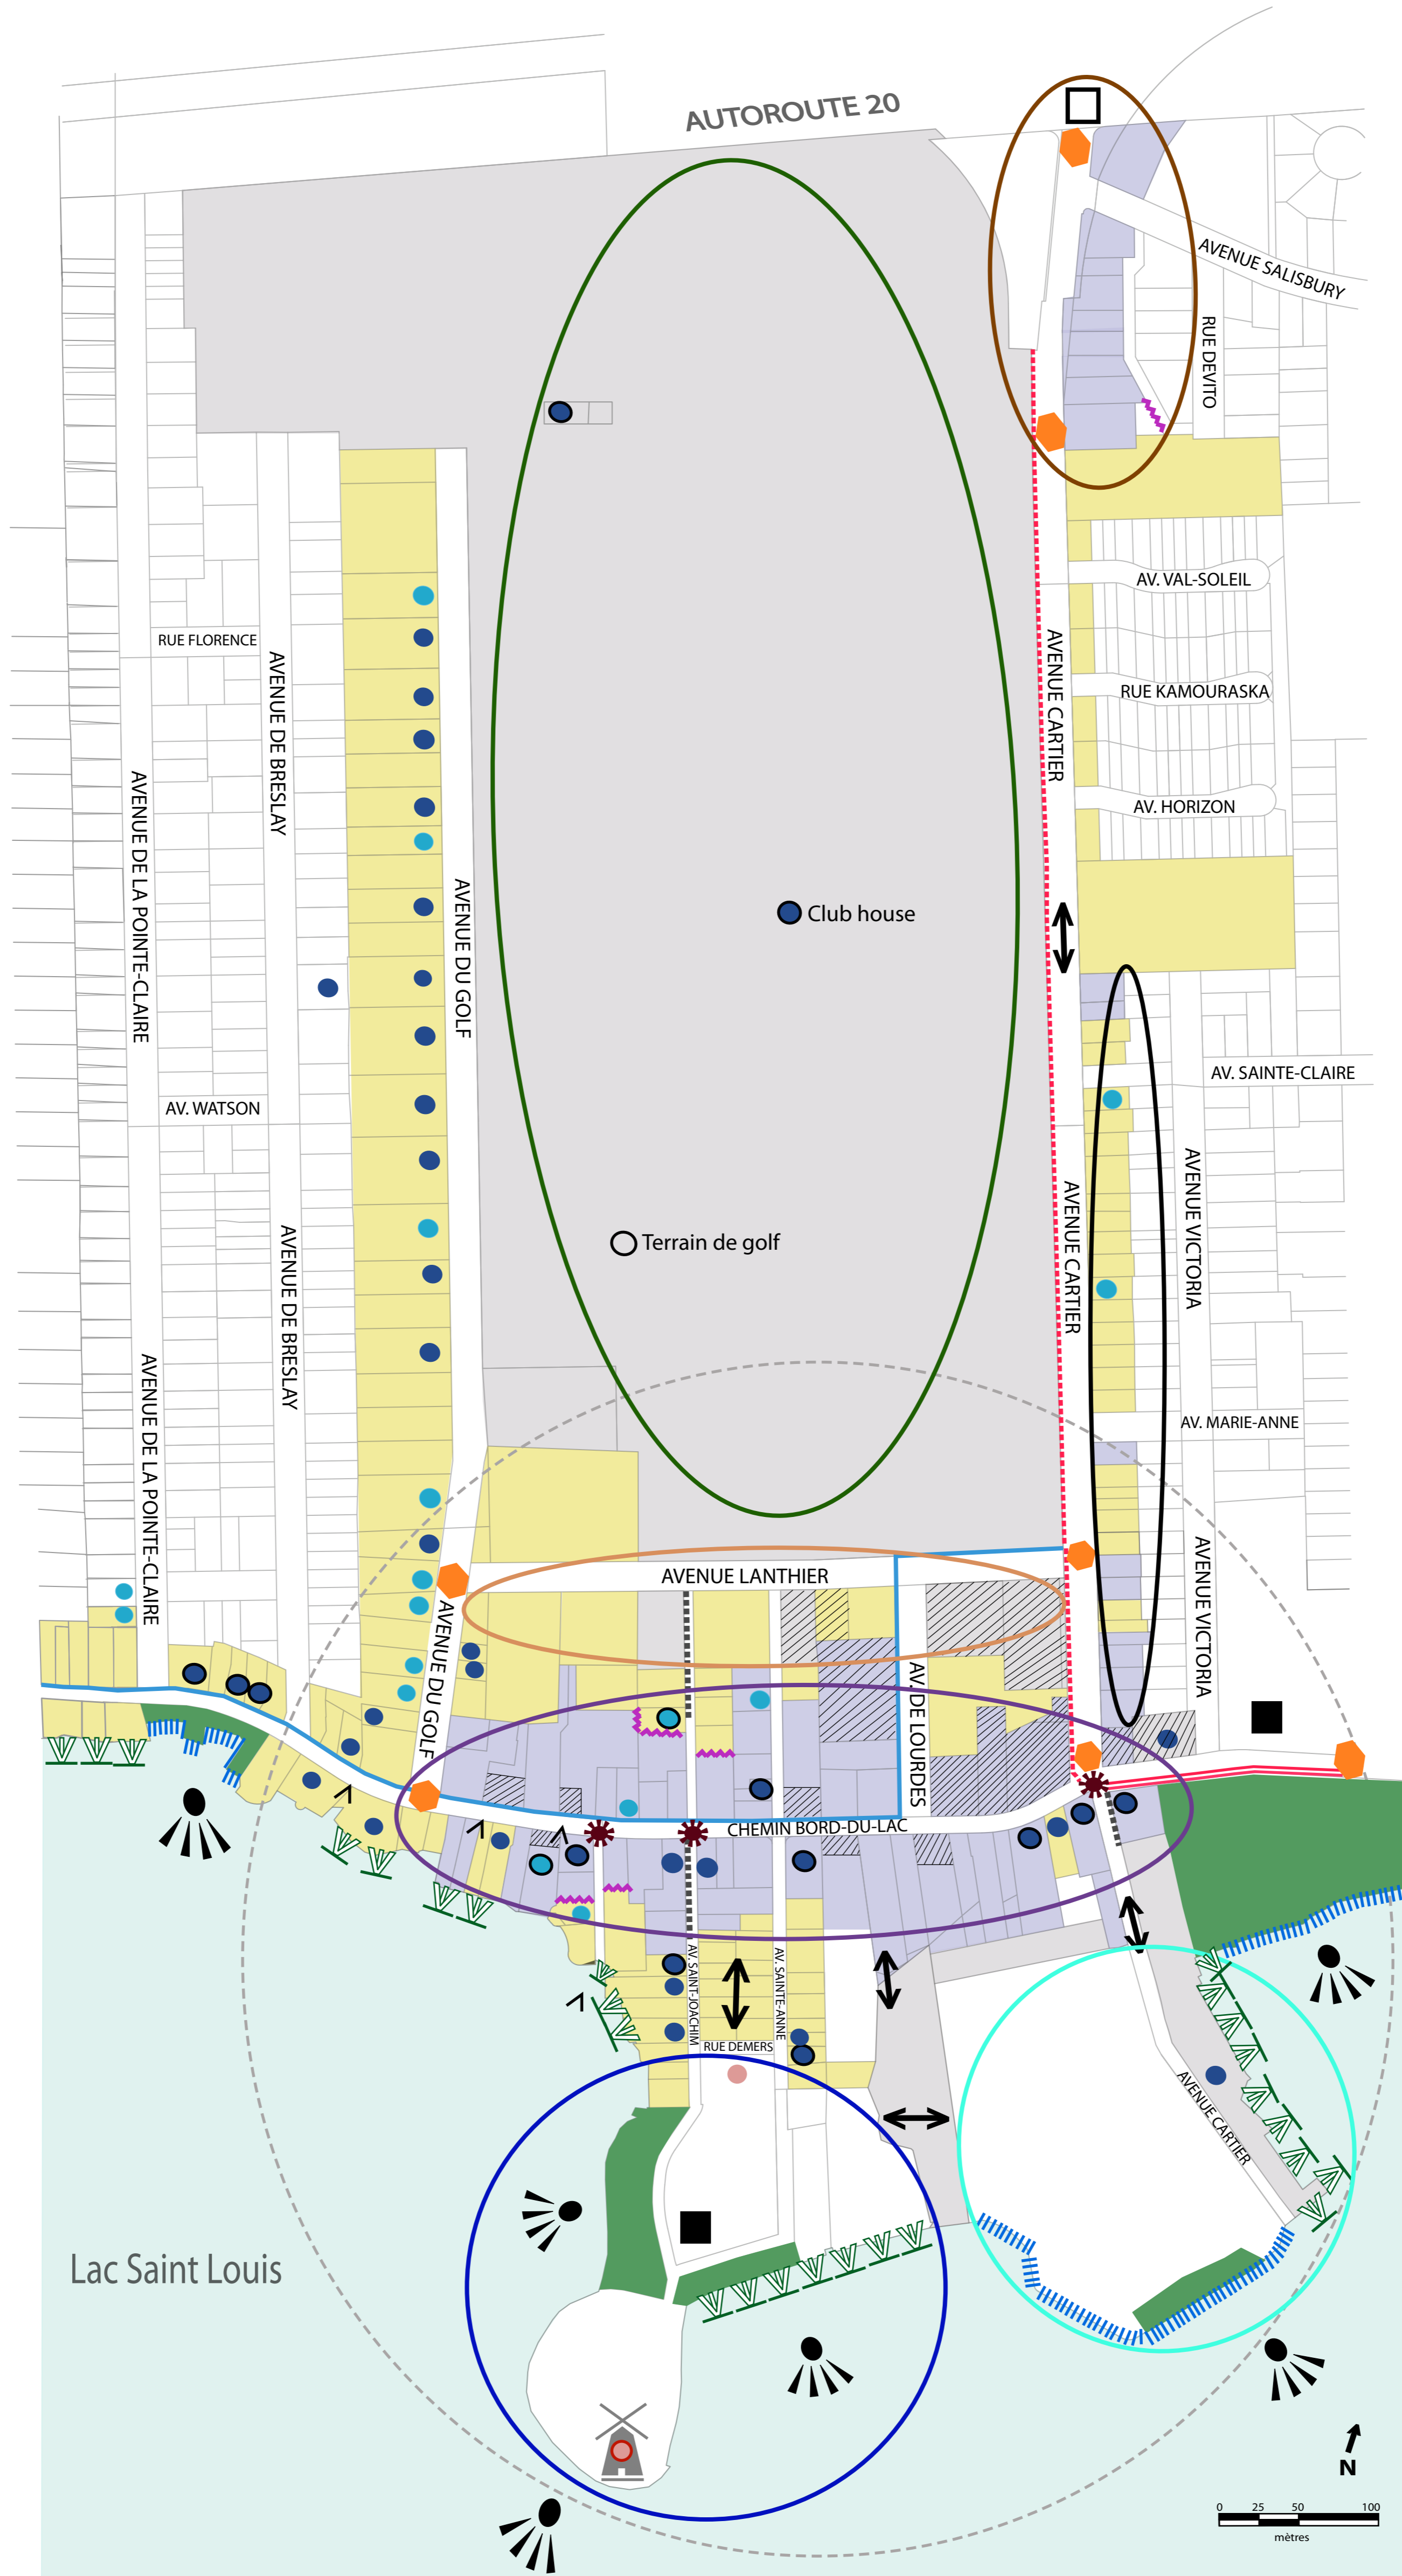 AUTOROUTE 20
AVENUE SALISBURY
RUE DEVITO
AV. VAL-SOLEIL
RUE FLORENCE
AVENUE DE BRESLAY
AVENUE CARTIER
RUE KAMOURASKA
AVENUE DE LA POINTE-CLAIRE
AV. HORIZON
AVENUE DU GOLF
Club house
AV. SAINTE-CLAIRE
AV. WATSON
AVENUE VICTORIA
AVENUE CARTIER
Terrain de golf
AVENUE DE BRESLAY
AVENUE DE LA POINTE-CLAIRE
AV. MARIE-ANNE
AVENUE VICTORIA
AVENUE LANTHIER
AVENUE DU GOLF
AV. DE LOURDES
CHEMIN BORD-DU-LAC
AV. SAINT-JOACHIM
AV. SAINTE-ANNE
RUE DEMERS
AVENUE CARTIER
Lac Saint Louis
N
0 25 50 100
mètres